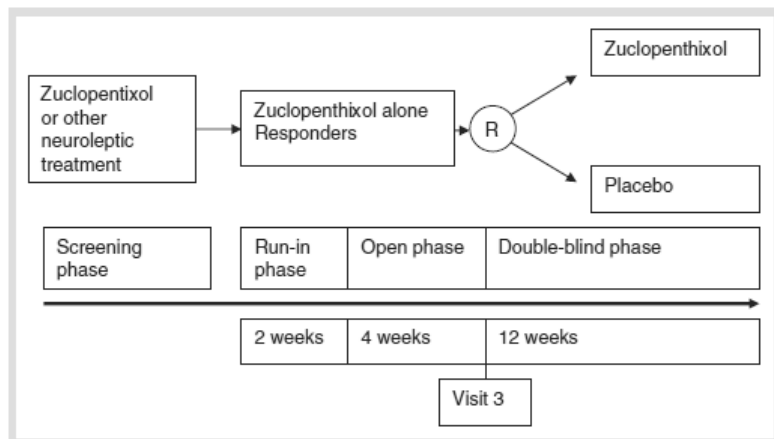 Zuclopentixol
or other
neuroleptic
treatment
Zuclopenthixol alone
Responders
R
Zuclopenthixol
Placebo
Screening
phase
Run-in
phase
Open phase
Double-blind phase
2 weeks
4 weeks
12 weeks
Visit 3